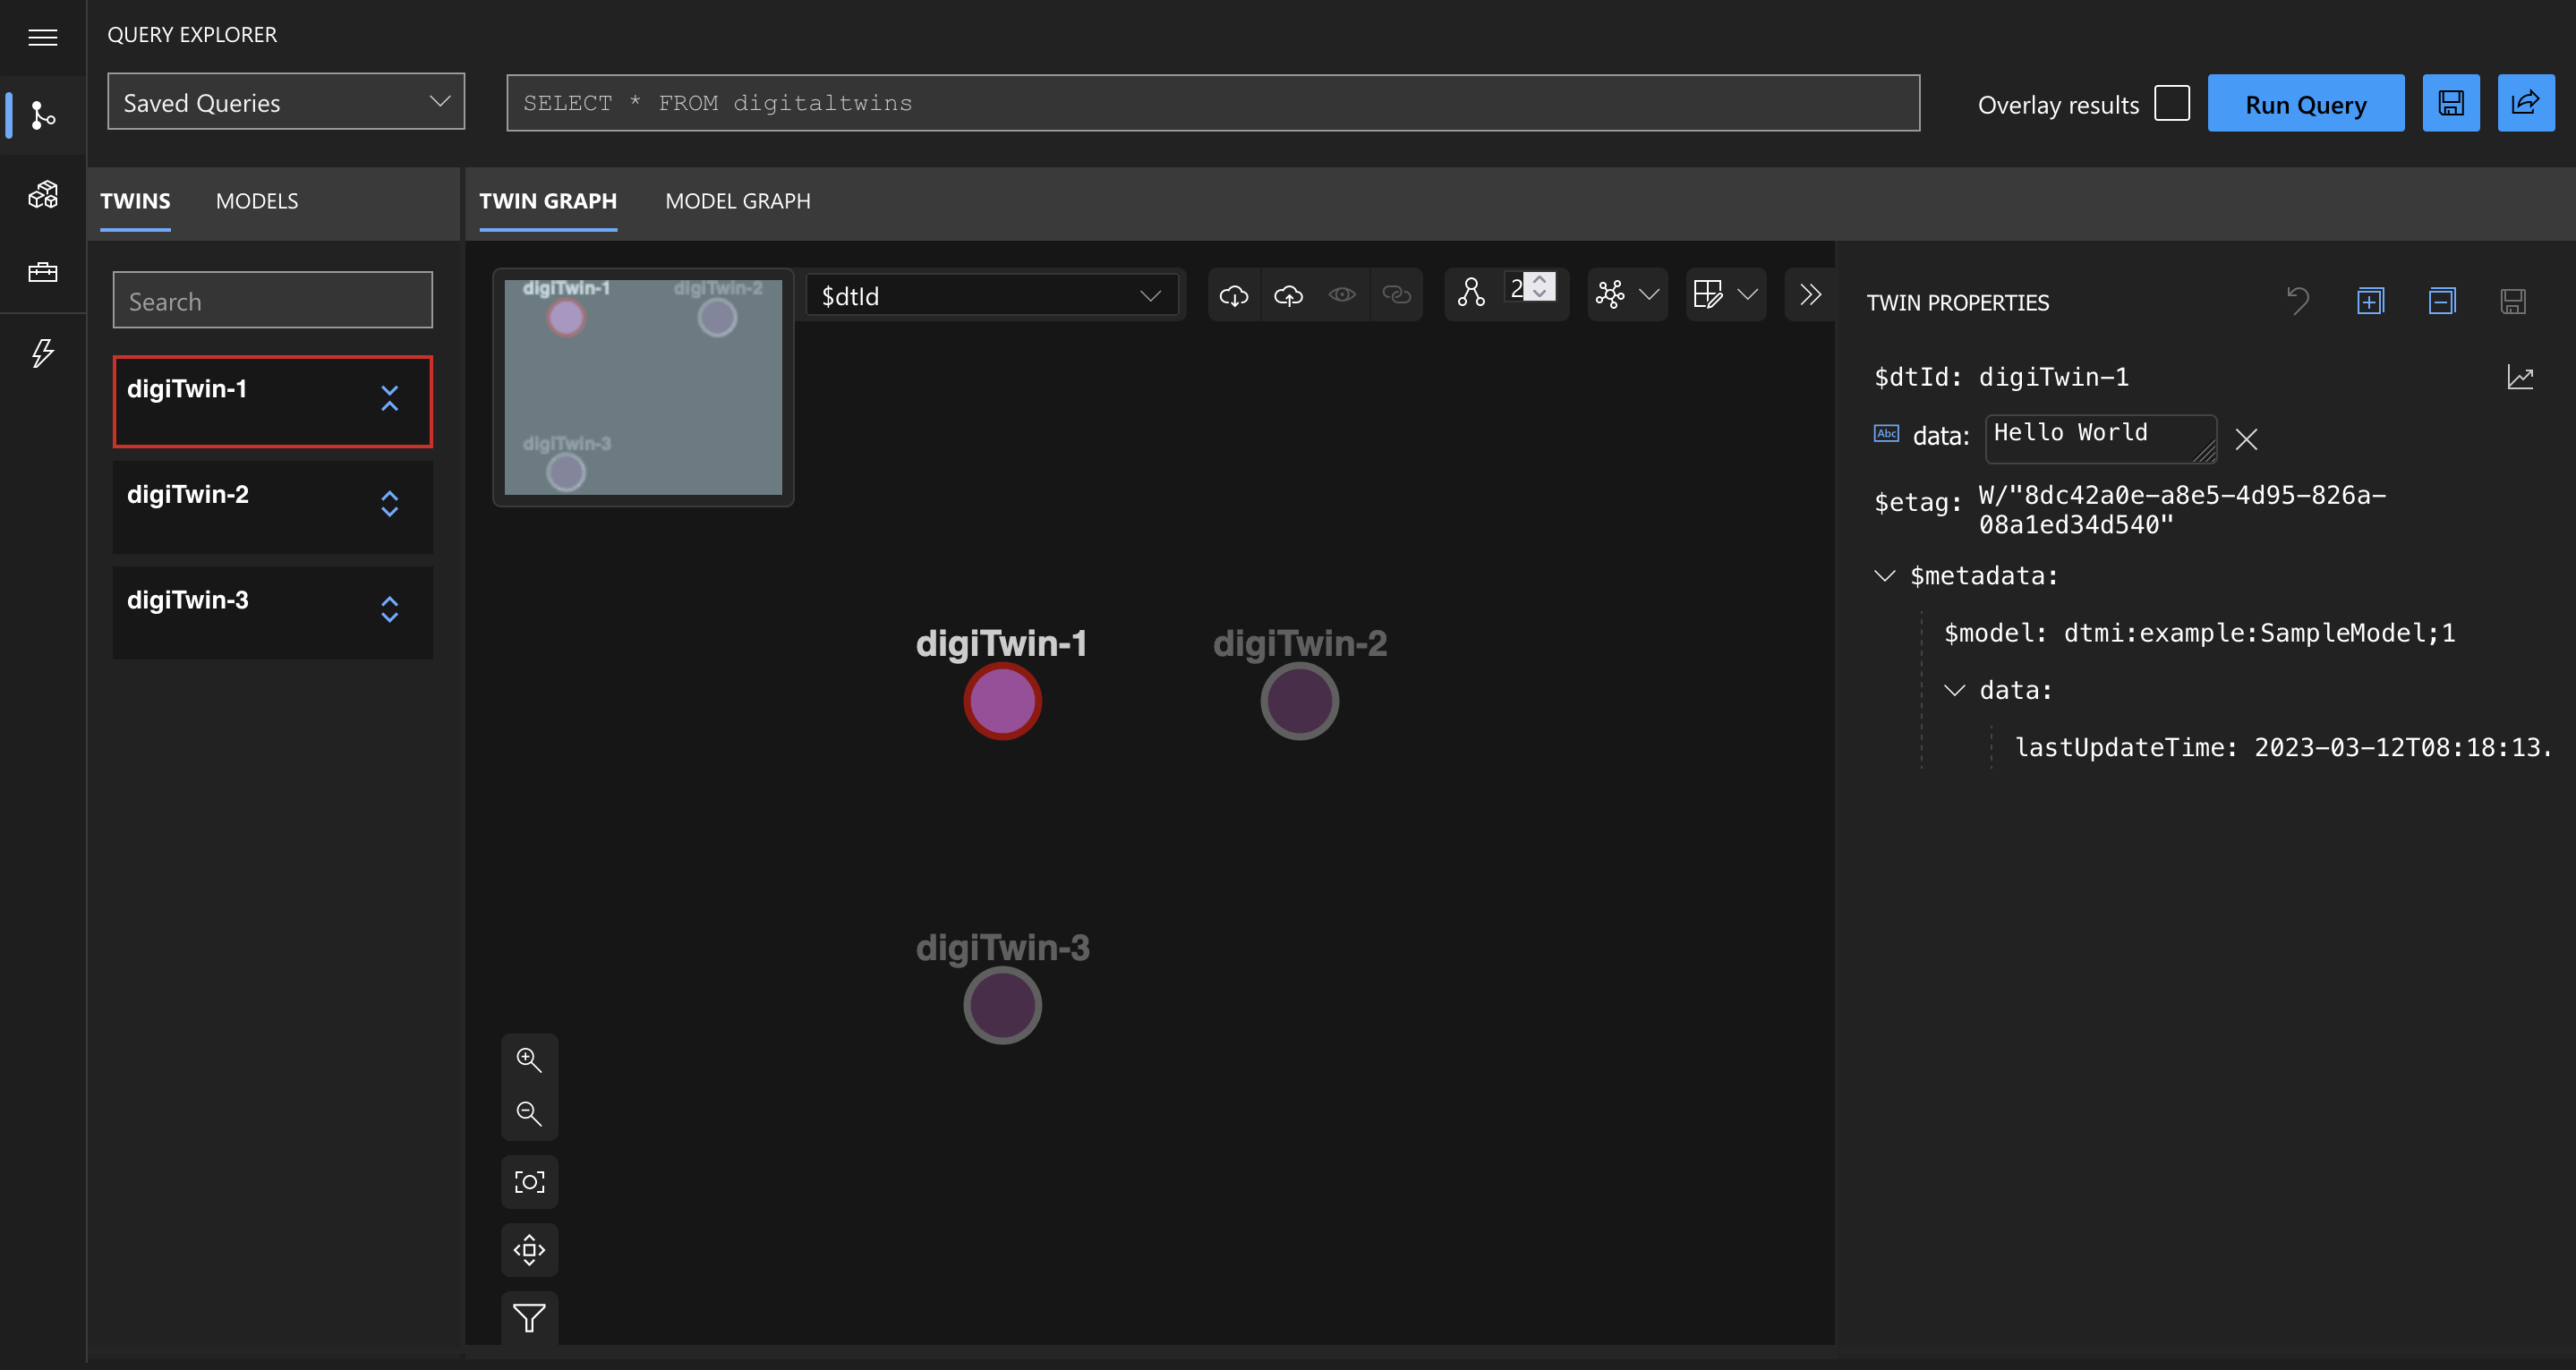 QUERY EXPLORER
Saved Queries
SELECT * FROM digitaltwins
Overlay results
Run Query
TWINS
MODELS
TWIN GRAPH
MODEL GRAPH
Search
digiTwin-1
digiTwin-2
digiTwin-3
digiTwin-1
digiTwin-2
digiTwin-3
$dtId
2
digiTwin-1
digiTwin-2
digiTwin-3
TWIN PROPERTIES
$dtId: digiTwin-1
Abc data: Hello World
$etag: W/"8dc42a0e-a8e5-4d95-826a-
08a1ed34d540"
$metadata:
$model: dtmi:example:SampleModel;1
data:
lastUpdateTime: 2023-03-12T08:18:13.